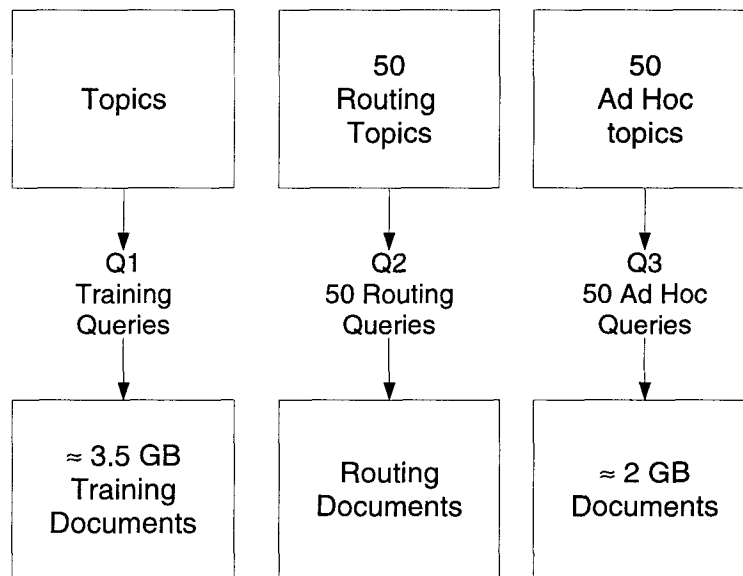 Topics
50
Routing
Topics
50
Ad Hoc
topics
Q1
Training
Queries
Q2
50 Routing
Queries
Q3
50 Ad Hoc
Queries
≈ 3.5 GB
Training
Documents
Routing
Documents
≈ 2 GB
Documents